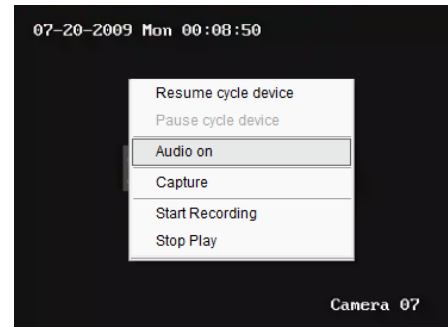 07-20-2009 Mon 00:08:50
Resume cycle device
Pause cycle device
Audio on
Capture
Start Recording
Stop Play
Camera 07